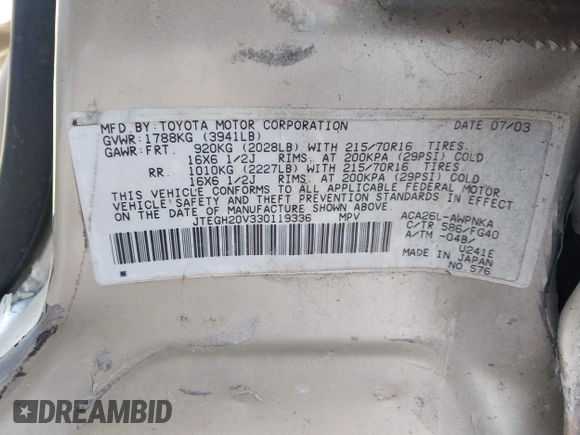 MFD.BY:TOYOTA MOTOR CORPORATION DATE 07/03
GVWR:1788KG (3941LB)
GAWR:FRT. 920KG (2028LB) WITH 215/70R16 TIRES,
16X6 1/2J RIMS, AT 200KPA (29PSI) COLD
RR. 1010KG (2227LB) WITH 215/70R16 TIRES,
16X6 1/2J RIMS, AT 200KPA (29PSI) COLD
THIS VEHICLE CONFORMS TO ALL APPLICABLE FEDERAL MOTOR
VEHICLE SAFETY, BUMPER, AND THEFT PREVENTION STANDARDS IN EFFECT
ON THE DATE OF MANUFACTURE SHOWN ABOVE.
JTEGH20V330119336 MPV ACA26L-AWPNKA
C/TR 586/FG40
A/TM -04B/
U241E
MADE IN JAPAN
NO.576
DREAMBID